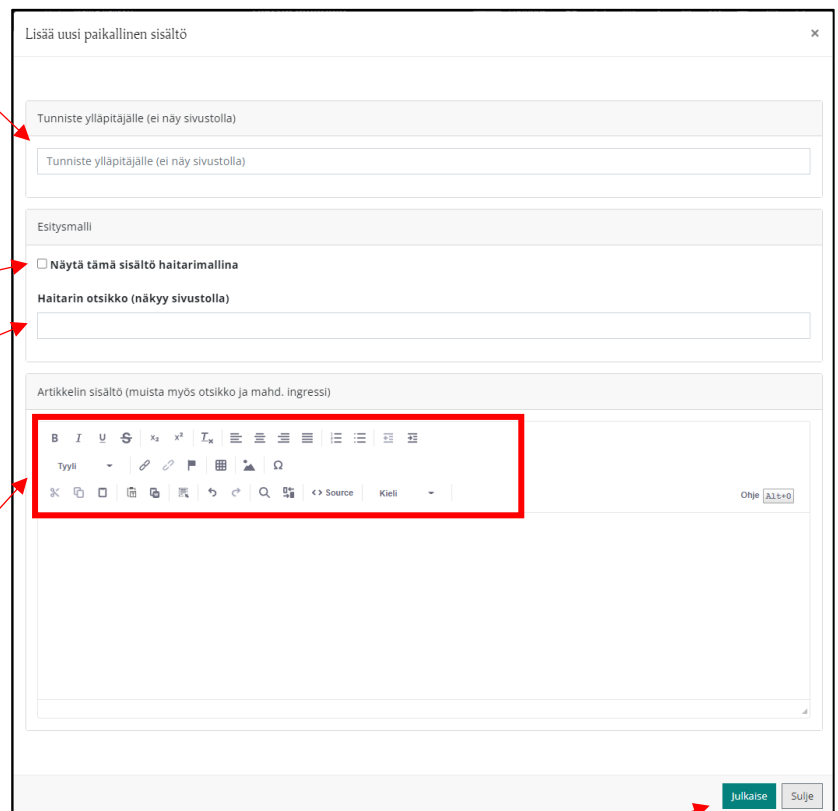 Lisää uusi paikallinen sisältö ×
Tunniste ylläpitäjälle (ei näy sivustolla)
Tunniste ylläpitäjälle (ei näy sivustolla)
Esitysmalli
Näytä tämä sisältö haitarimallina
Haitarin otsikko (näkyy sivustolla)
Artikkelin sisältö (muista myös otsikko ja mahd. ingressi)
B I U S x₂ x² Tx
Tyyli Ω
Source Kieli Ohje Alt+0
Julkaise Sulje